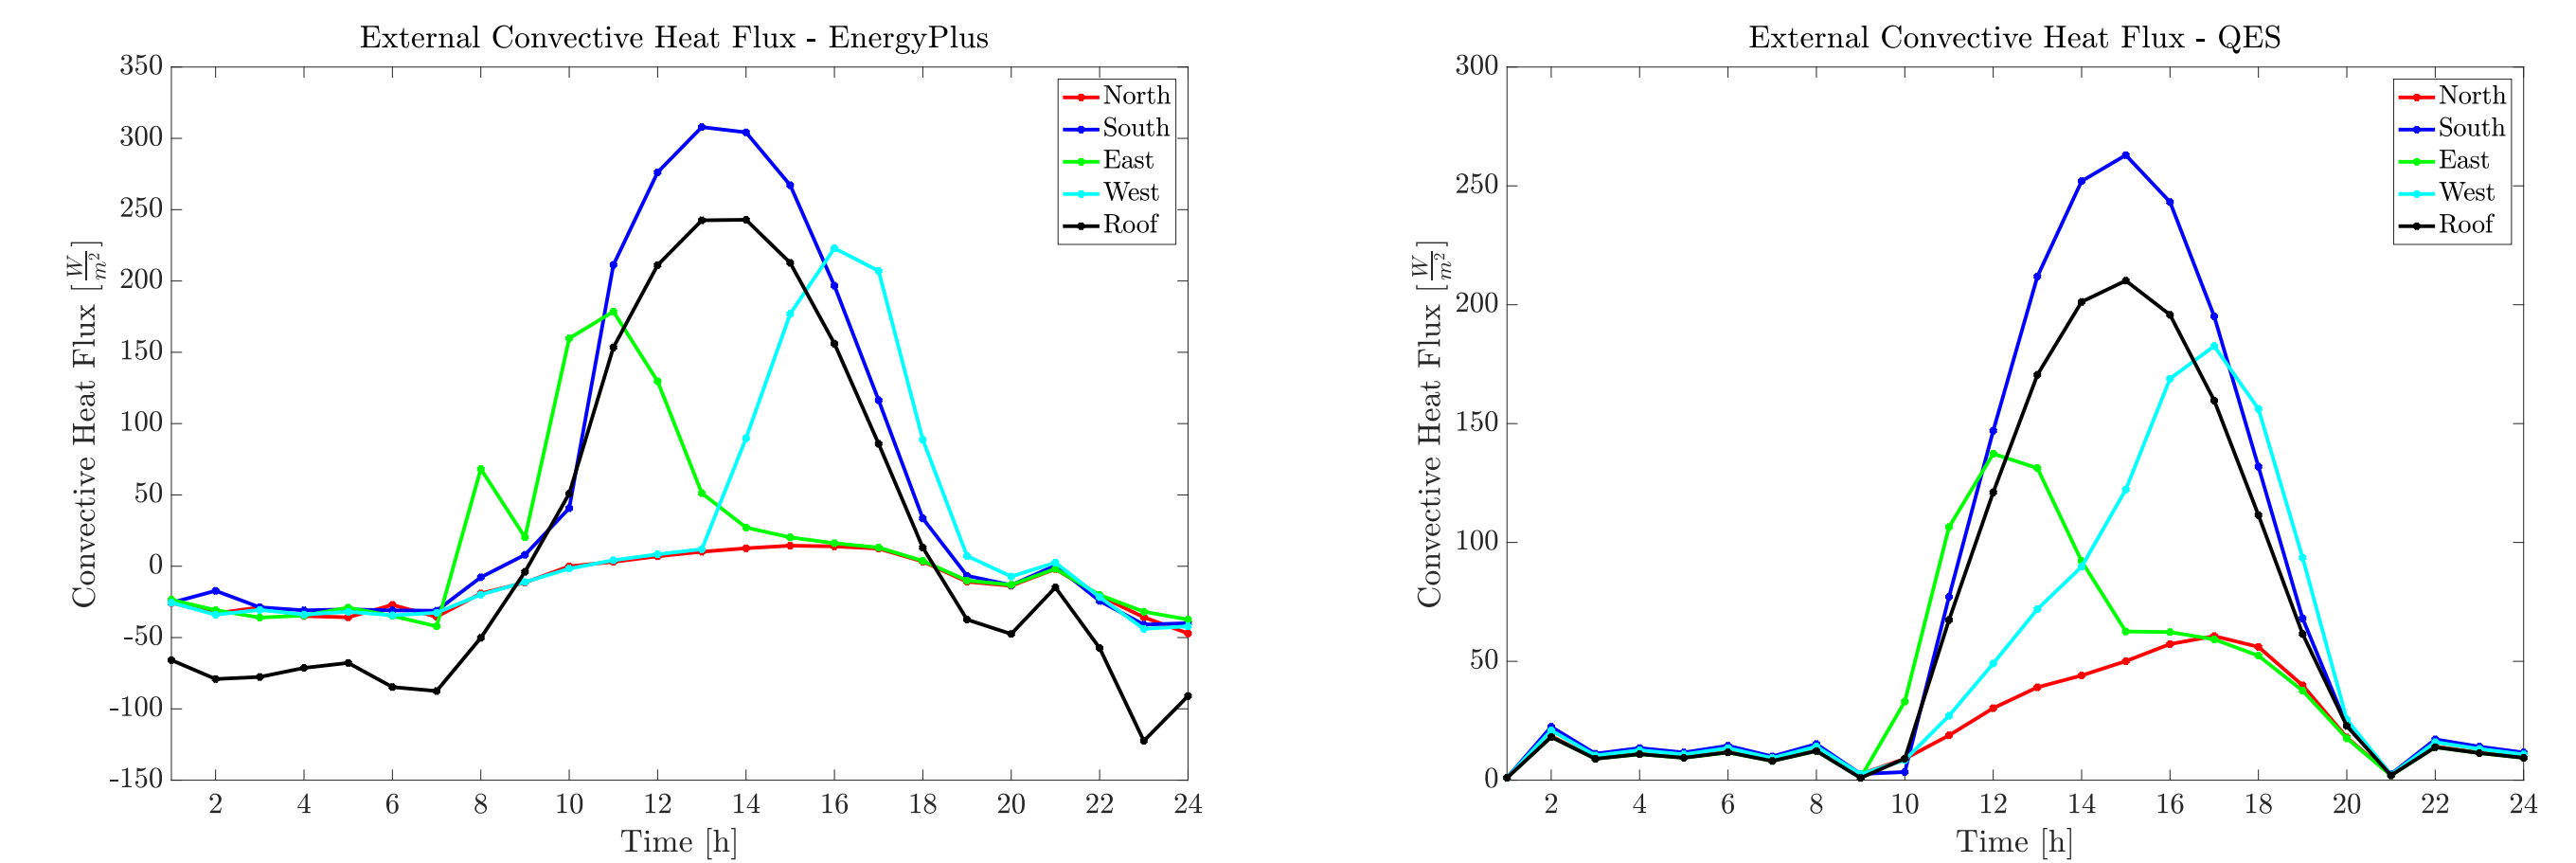 External Convective Heat Flux - EnergyPlus
350
300
250
200
150
100
50
0
-50
-100
-150
Convective Heat Flux [W/m²]
2 4 6 8 10 12 14 16 18 20 22 24
Time [h]
North
South
East
West
Roof
External Convective Heat Flux - QES
300
250
200
150
100
50
0
Convective Heat Flux [W/m²]
2 4 6 8 10 12 14 16 18 20 22 24
Time [h]
North
South
East
West
Roof